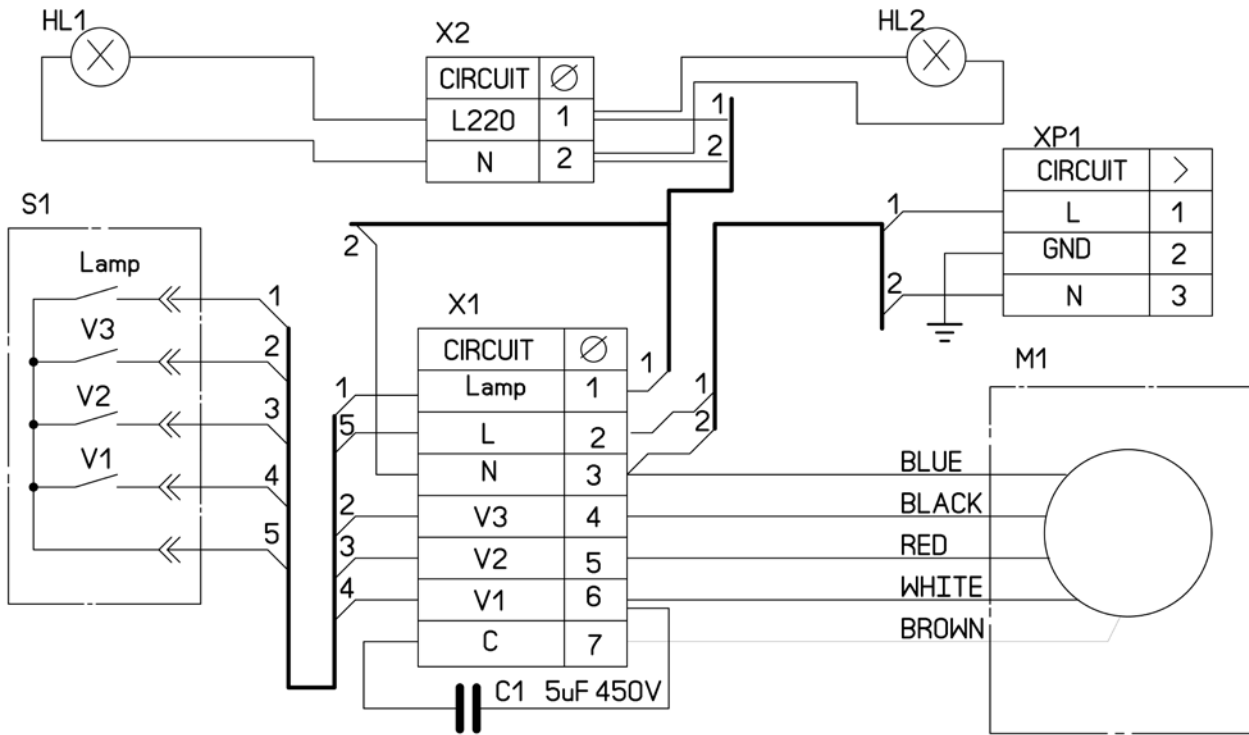 HL1
X2
HL2
CIRCUIT ∅
L220 1
N 2
1
2
XP1
CIRCUIT >
L 1
GND 2
N 3
1
2
S1
Lamp
V3
V2
V1
1
2
3
4
5
2
X1
CIRCUIT ∅
Lamp 1
L 2
N 3
V3 4
V2 5
V1 6
C 7
1
5
2
3
4
1
1
2
M1
BLUE
BLACK
RED
WHITE
BROWN
C1 5uF 450V